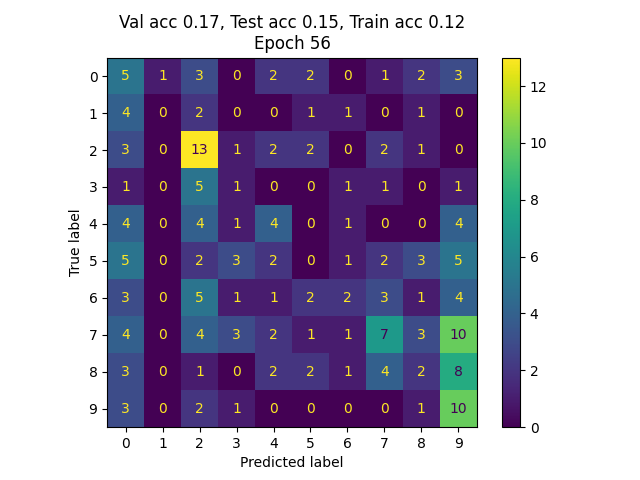 Val acc 0.17, Test acc 0.15, Train acc 0.12
Epoch 56
0 5 1 3 0 2 2 0 1 2 3
1 4 0 2 0 0 1 1 0 1 0
2 3 0 13 1 2 2 0 2 1 0
3 1 0 5 1 0 0 1 1 0 1
4 4 0 4 1 4 0 1 0 0 4
5 5 0 2 3 2 0 1 2 3 5
6 3 0 5 1 1 2 2 3 1 4
7 4 0 4 3 2 1 1 7 3 10
8 3 0 1 0 2 2 1 4 2 8
9 3 0 2 1 0 0 0 0 1 10
0 1 2 3 4 5 6 7 8 9
Predicted label
True label
12
10
8
6
4
2
0